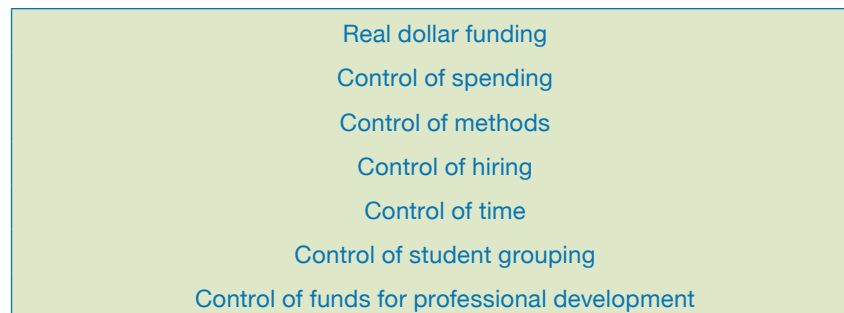 Real dollar funding
Control of spending
Control of methods
Control of hiring
Control of time
Control of student grouping
Control of funds for professional development